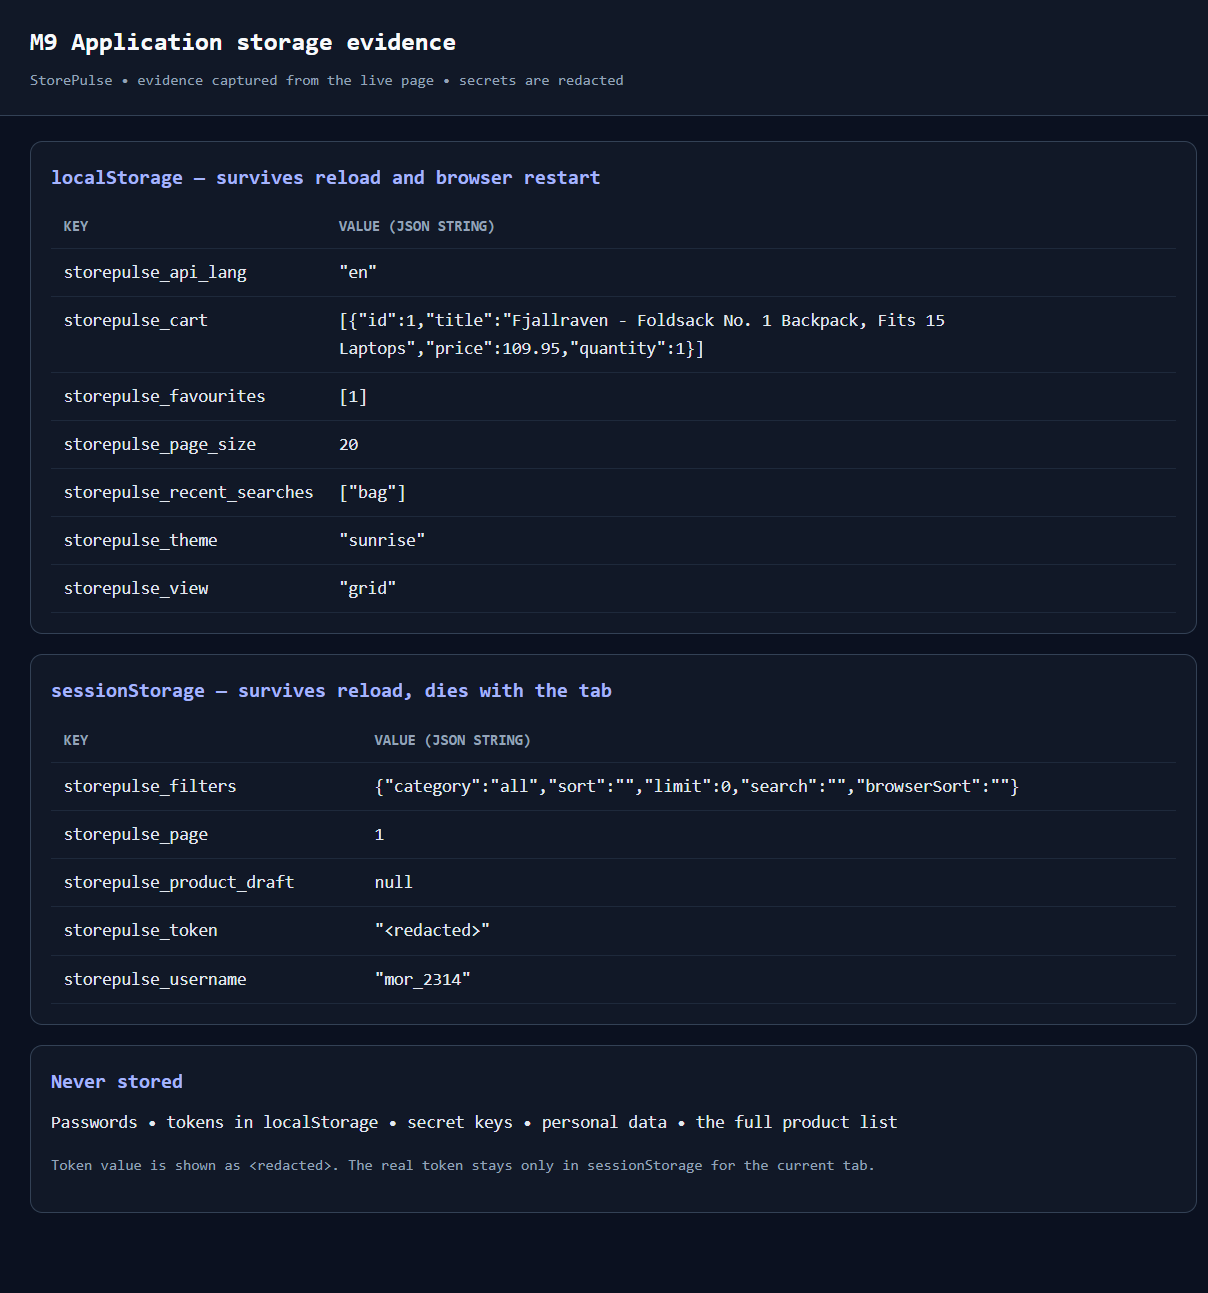 M9 Application storage evidence
StorePulse • evidence captured from the live page • secrets are redacted
localStorage — survives reload and browser restart
KEY VALUE (JSON STRING)
storepulse_api_lang "en"
storepulse_cart [{"id":1,"title":"Fjallraven - Foldsack No. 1 Backpack, Fits 15
Laptops","price":109.95,"quantity":1}]
storepulse_favourites [1]
storepulse_page_size 20
storepulse_recent_searches ["bag"]
storepulse_theme "sunrise"
storepulse_view "grid"
sessionStorage — survives reload, dies with the tab
KEY VALUE (JSON STRING)
storepulse_filters {"category":"all","sort":"","limit":0,"search":"","browserSort":""}
storepulse_page 1
storepulse_product_draft null
storepulse_token "<redacted>"
storepulse_username "mor_2314"
Never stored
Passwords • tokens in localStorage • secret keys • personal data • the full product list
Token value is shown as <redacted>. The real token stays only in sessionStorage for the current tab.